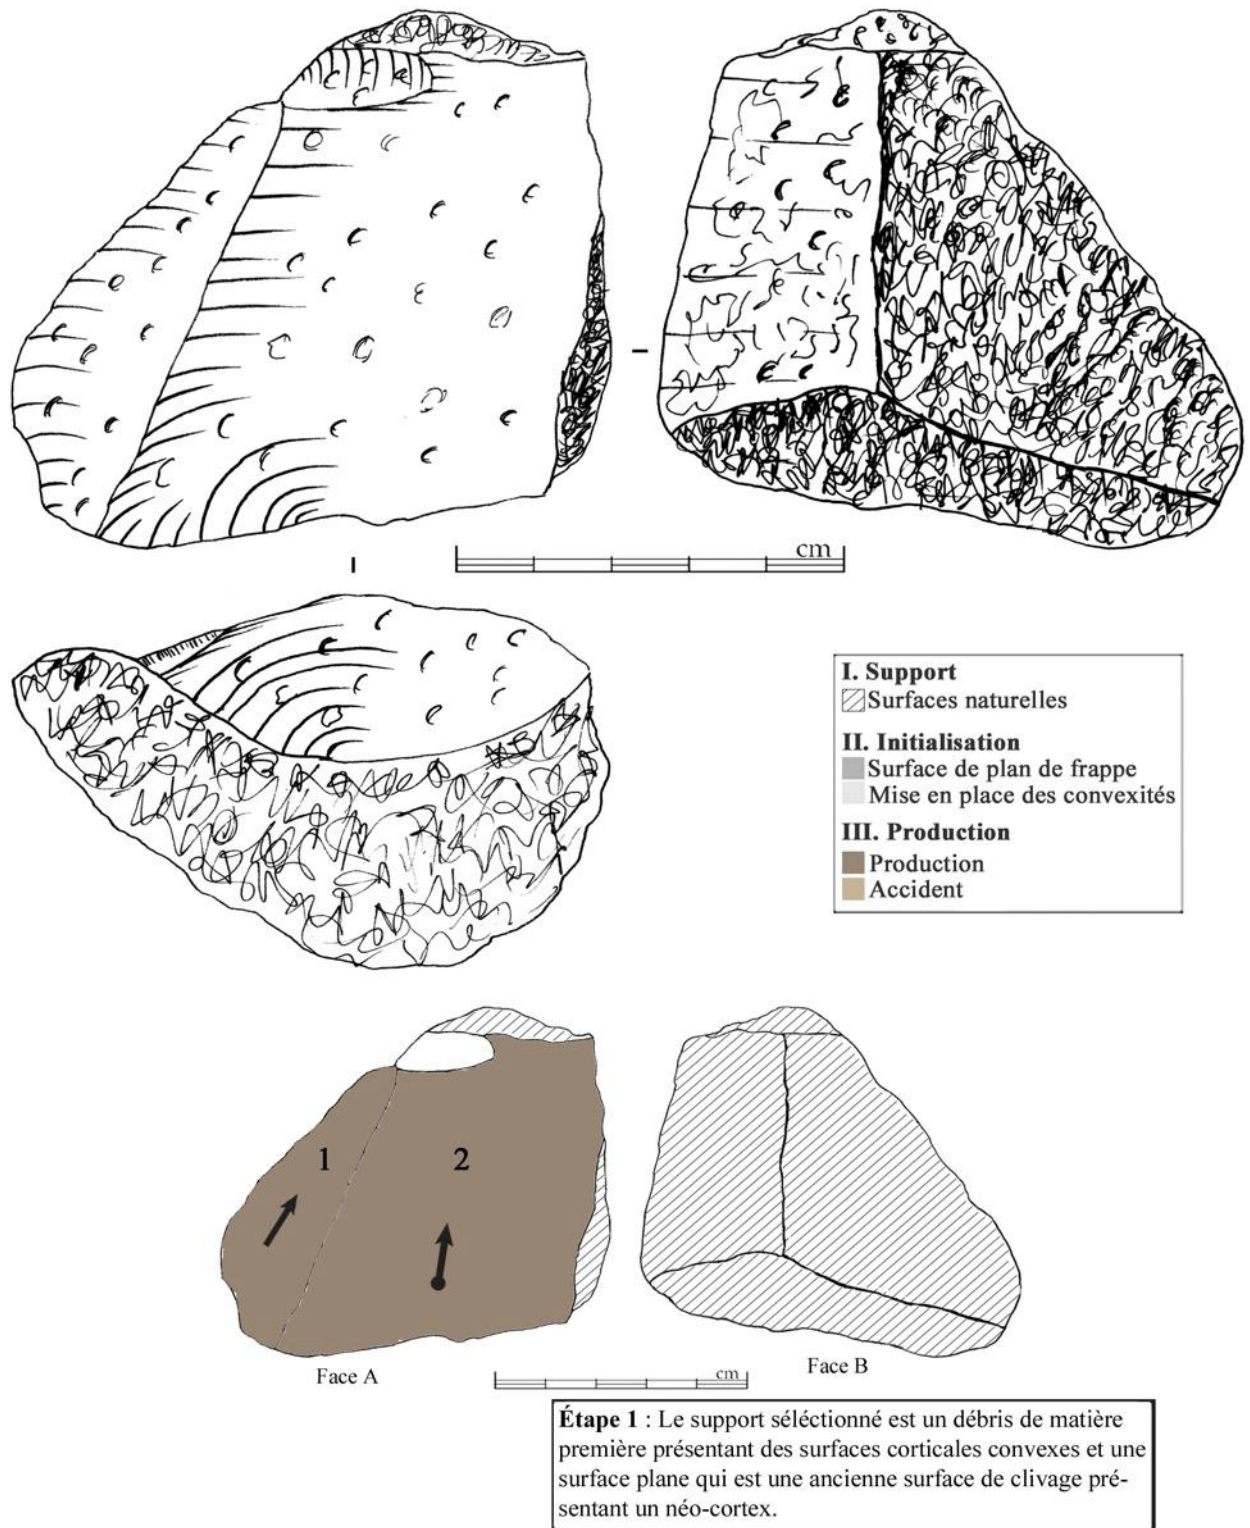 cm
I. Support
Surfaces naturelles
II. Initialisation
Surface de plan de frappe
Mise en place des convexités
III. Production
Production
Accident
1
2
Face A
Face B
cm
Étape 1 : Le support séléctionné est un débris de matière
première présentant des surfaces corticales convexes et une
surface plane qui est une ancienne surface de clivage pré-
sentant un néo-cortex.